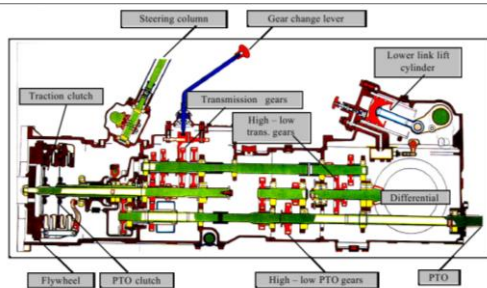 Steering column
Gear change lever
Lower link lift
cylinder
Traction clutch
Transmission gears
High – low
trans. gears
Differential
Flywheel
PTO clutch
High – low PTO gears
PTO